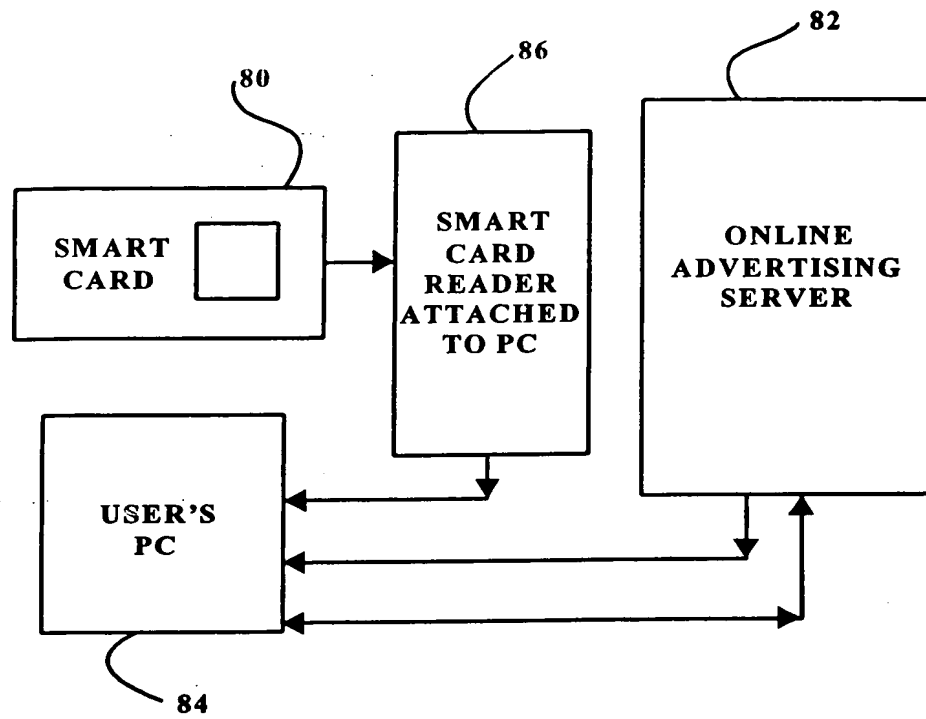 82
86
80
SMART
CARD
SMART
CARD
READER
ATTACHED
TO PC
ONLINE
ADVERTISING
SERVER
USER'S
PC
84